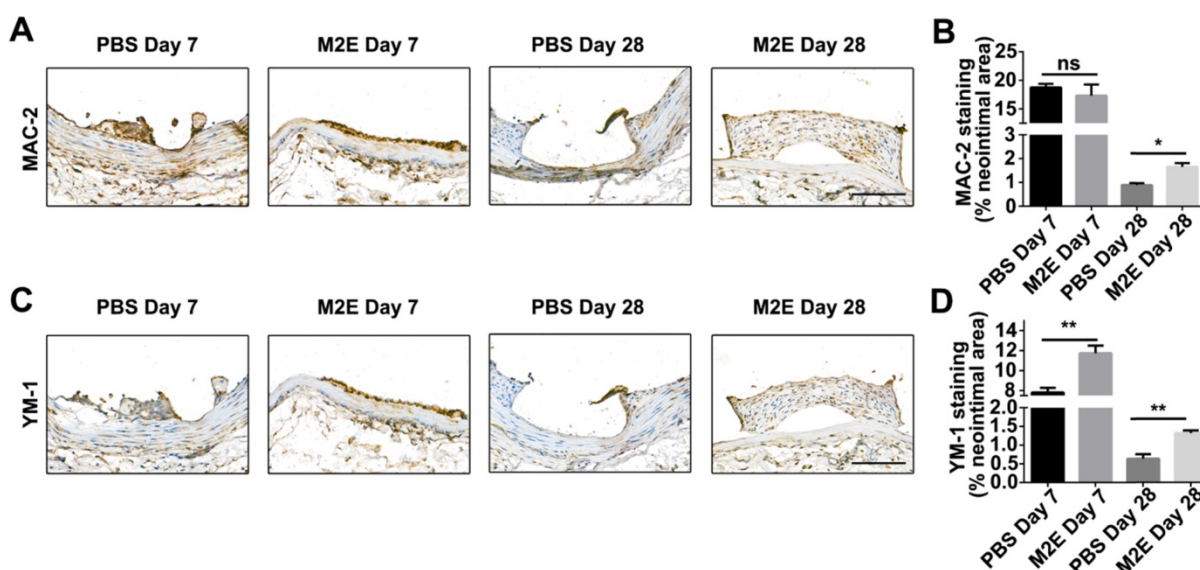 A
PBS Day 7
M2E Day 7
PBS Day 28
M2E Day 28
MAC-2
B
MAC-2 staining
(% neointimal area)
25
20
15
3
2
1
0
ns
*
PBS Day 7
M2E Day 7
PBS Day 28
M2E Day 28
C
PBS Day 7
M2E Day 7
PBS Day 28
M2E Day 28
YM-1
D
YM-1 staining
(% neointimal area)
14
12
10
8
2.0
1.5
1.0
0.5
0.0
**
**
PBS Day 7
M2E Day 7
PBS Day 28
M2E Day 28